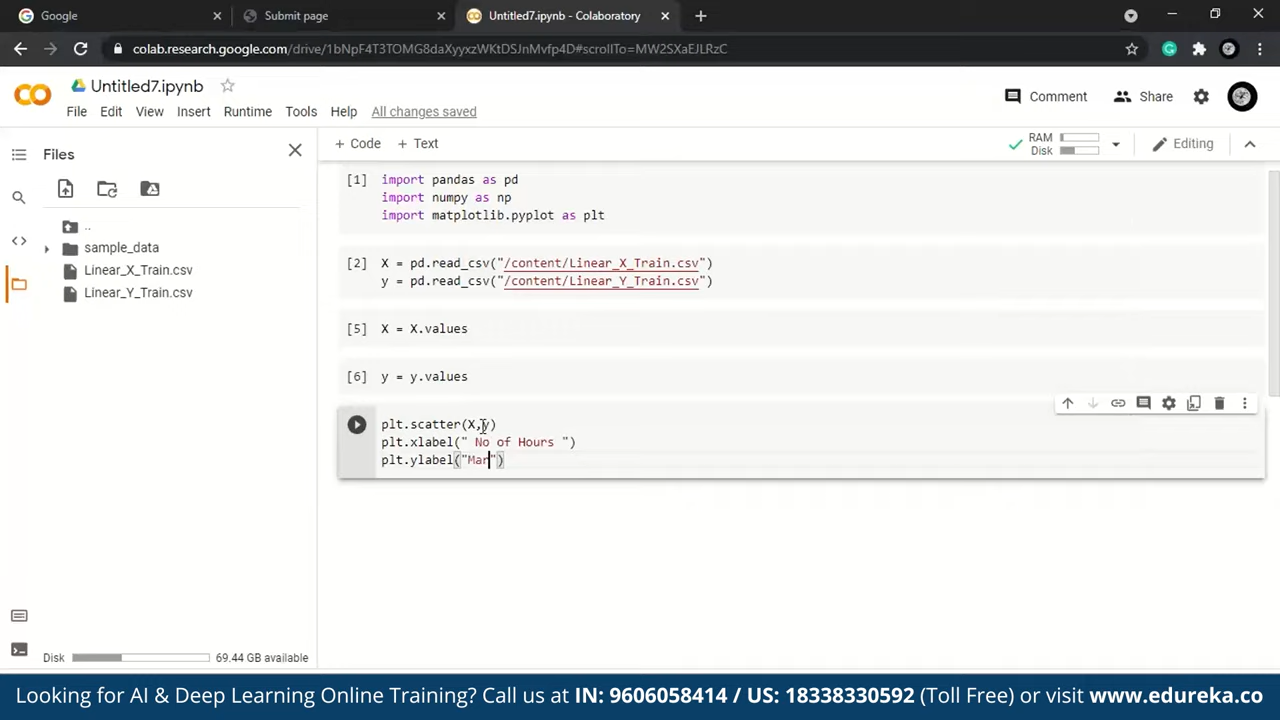 Google
Submit page
Untitled7.ipynb - Colaboratory
colab.research.google.com/drive/1bNpF4T3TOMG8daXyyxzWKtDSJnMvfp4D#scrollTo=MW2SXaEJLRzC
Untitled7.ipynb
File Edit View Insert Runtime Tools Help All changes saved
Comment Share
Files
+ Code + Text
RAM
Disk
Editing
..
sample_data
Linear_X_Train.csv
Linear_Y_Train.csv
[1] import pandas as pd
import numpy as np
import matplotlib.pyplot as plt
[2] X = pd.read_csv("/content/Linear_X_Train.csv")
y = pd.read_csv("/content/Linear_Y_Train.csv")
[5] X = X.values
[6] y = y.values
plt.scatter(X,y)
plt.xlabel(" No of Hours ")
plt.ylabel("Mar")
Disk 69.44 GB available
Looking for AI & Deep Learning Online Training? Call us at IN: 9606058414 / US: 18338330592 (Toll Free) or visit www.edureka.co